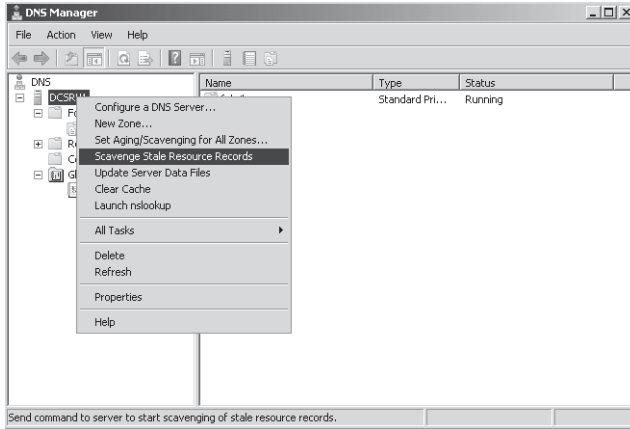 DNS Manager
File Action View Help
DNS
Name Type Status
Standard Pri... Running
Configure a DNS Server...
New Zone...
Set Aging/Scavenging for All Zones...
Scavenge Stale Resource Records
Update Server Data Files
Clear Cache
Launch nslookup
All Tasks
Delete
Refresh
Properties
Help
Send command to server to start scavenging of stale resource records.